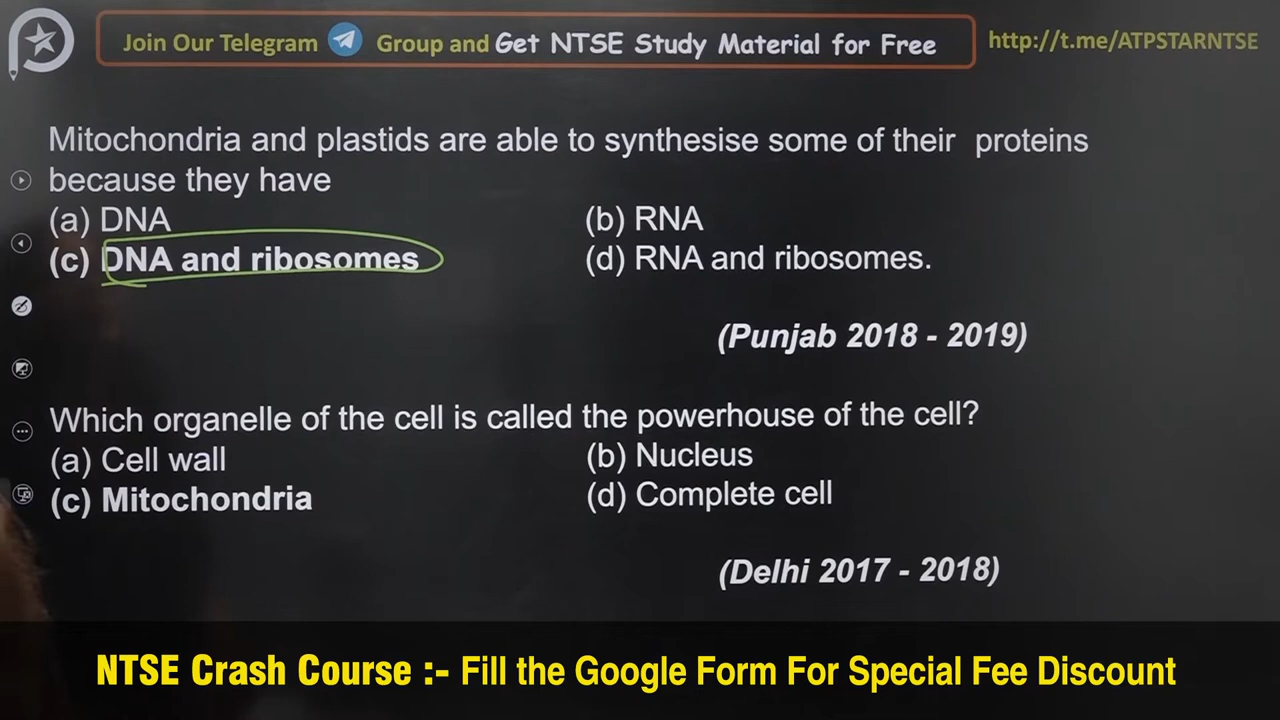 Join Our Telegram Group and Get NTSE Study Material for Free
http://t.me/ATPSTARNTSE
Mitochondria and plastids are able to synthesise some of their proteins
because they have
(a) DNA (b) RNA
(c) DNA and ribosomes (d) RNA and ribosomes.
(Punjab 2018 - 2019)
Which organelle of the cell is called the powerhouse of the cell?
(a) Cell wall (b) Nucleus
(c) Mitochondria (d) Complete cell
(Delhi 2017 - 2018)
NTSE Crash Course :- Fill the Google Form For Special Fee Discount